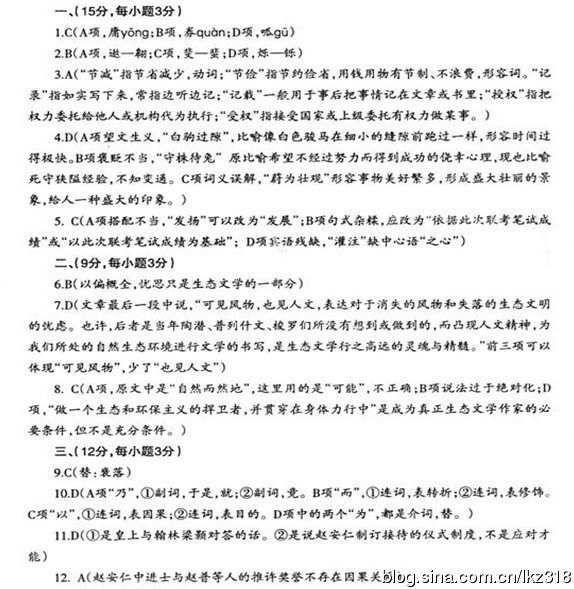 一、(15分,每小题3分)
1.C(A项,庸yōng;B项,券quàn;D项,呱gū)
2.B(A项,遨—翱;C项,斐—蜚;D项,烁—铄)
3.A(“节减”指节省减少,动词;“节俭”指节约俭省,用钱用物有节制、不浪费,形容词。“记
录”指如实写下来,常指边听边记;“记载”一般用于事后把事情记在文章或书里;“授权”指把
权力委托给他人或机构代为执行;“受权”指接受国家或上级委托有权力做某事。)
4.D(A项望文生义,“白驹过隙”,比喻像白色骏马在细小的缝隙前跑过一样,形容时间过
得极快。B项褒贬不当,“守株待兔” 原比喻希望不经过努力而得到成功的侥幸心理,现也比喻
死守狭隘经验,不知变通。C项词义误解,“蔚为壮观”形容事物美好繁多,形成盛大壮丽的景
象,给人一种盛大的印象。)
5. C(A项搭配不当,“发扬”可以改为“发展”;B项句式杂糅,应改为“依据此次联考笔试成
绩”或“以此次联考笔试成绩为基础”; D项宾语残缺,“灌注”缺中心语“之心”)
二、(9分,每小题3分)
6.B(以偏概全,忧思只是生态文学的一部分)
7.D(文章最后一段中说,“可见风物,也见人文,表达对于消失的风物和失落的生态文明
的忧虑。也许,后者是当年陶潜、普列什文、梭罗们所没有想到或做到的,而凸现人文精神,为
我们所处的自然生态环境进行文学的书写,是生态文学行之高远的灵魂与精髓。”前三项可以
体现“可见风物”,少了“也见人文”)
8. C(A项,原文中是“自然而然地”,这里用的是“可能”,不正确;B项说法过于绝对化;D
项,“做一个生态和环保主义的捍卫者,并贯穿在身体力行中”是成为真正生态文学作家的必
要条件,但不是充分条件。)
三、(12分,每小题3分)
9.C(替:衰落)
10.D(A项“乃”,①副词,于是,就;②副词,竟。B项“而”,①连词,表转折;②连词,表修饰。
C项“以”,①连词,表因果;②连词,表目的。D项中的两个“为”,都是介词,替。)
11.D(①是皇上与翰林梁颢对答的话。②是说赵安仁制订接待的仪式制度,不是应对才
能)
12. A(赵安仁中进士与赵普等人的推许奖誉不存在因果关
blog.sina.com.cn/lkz318